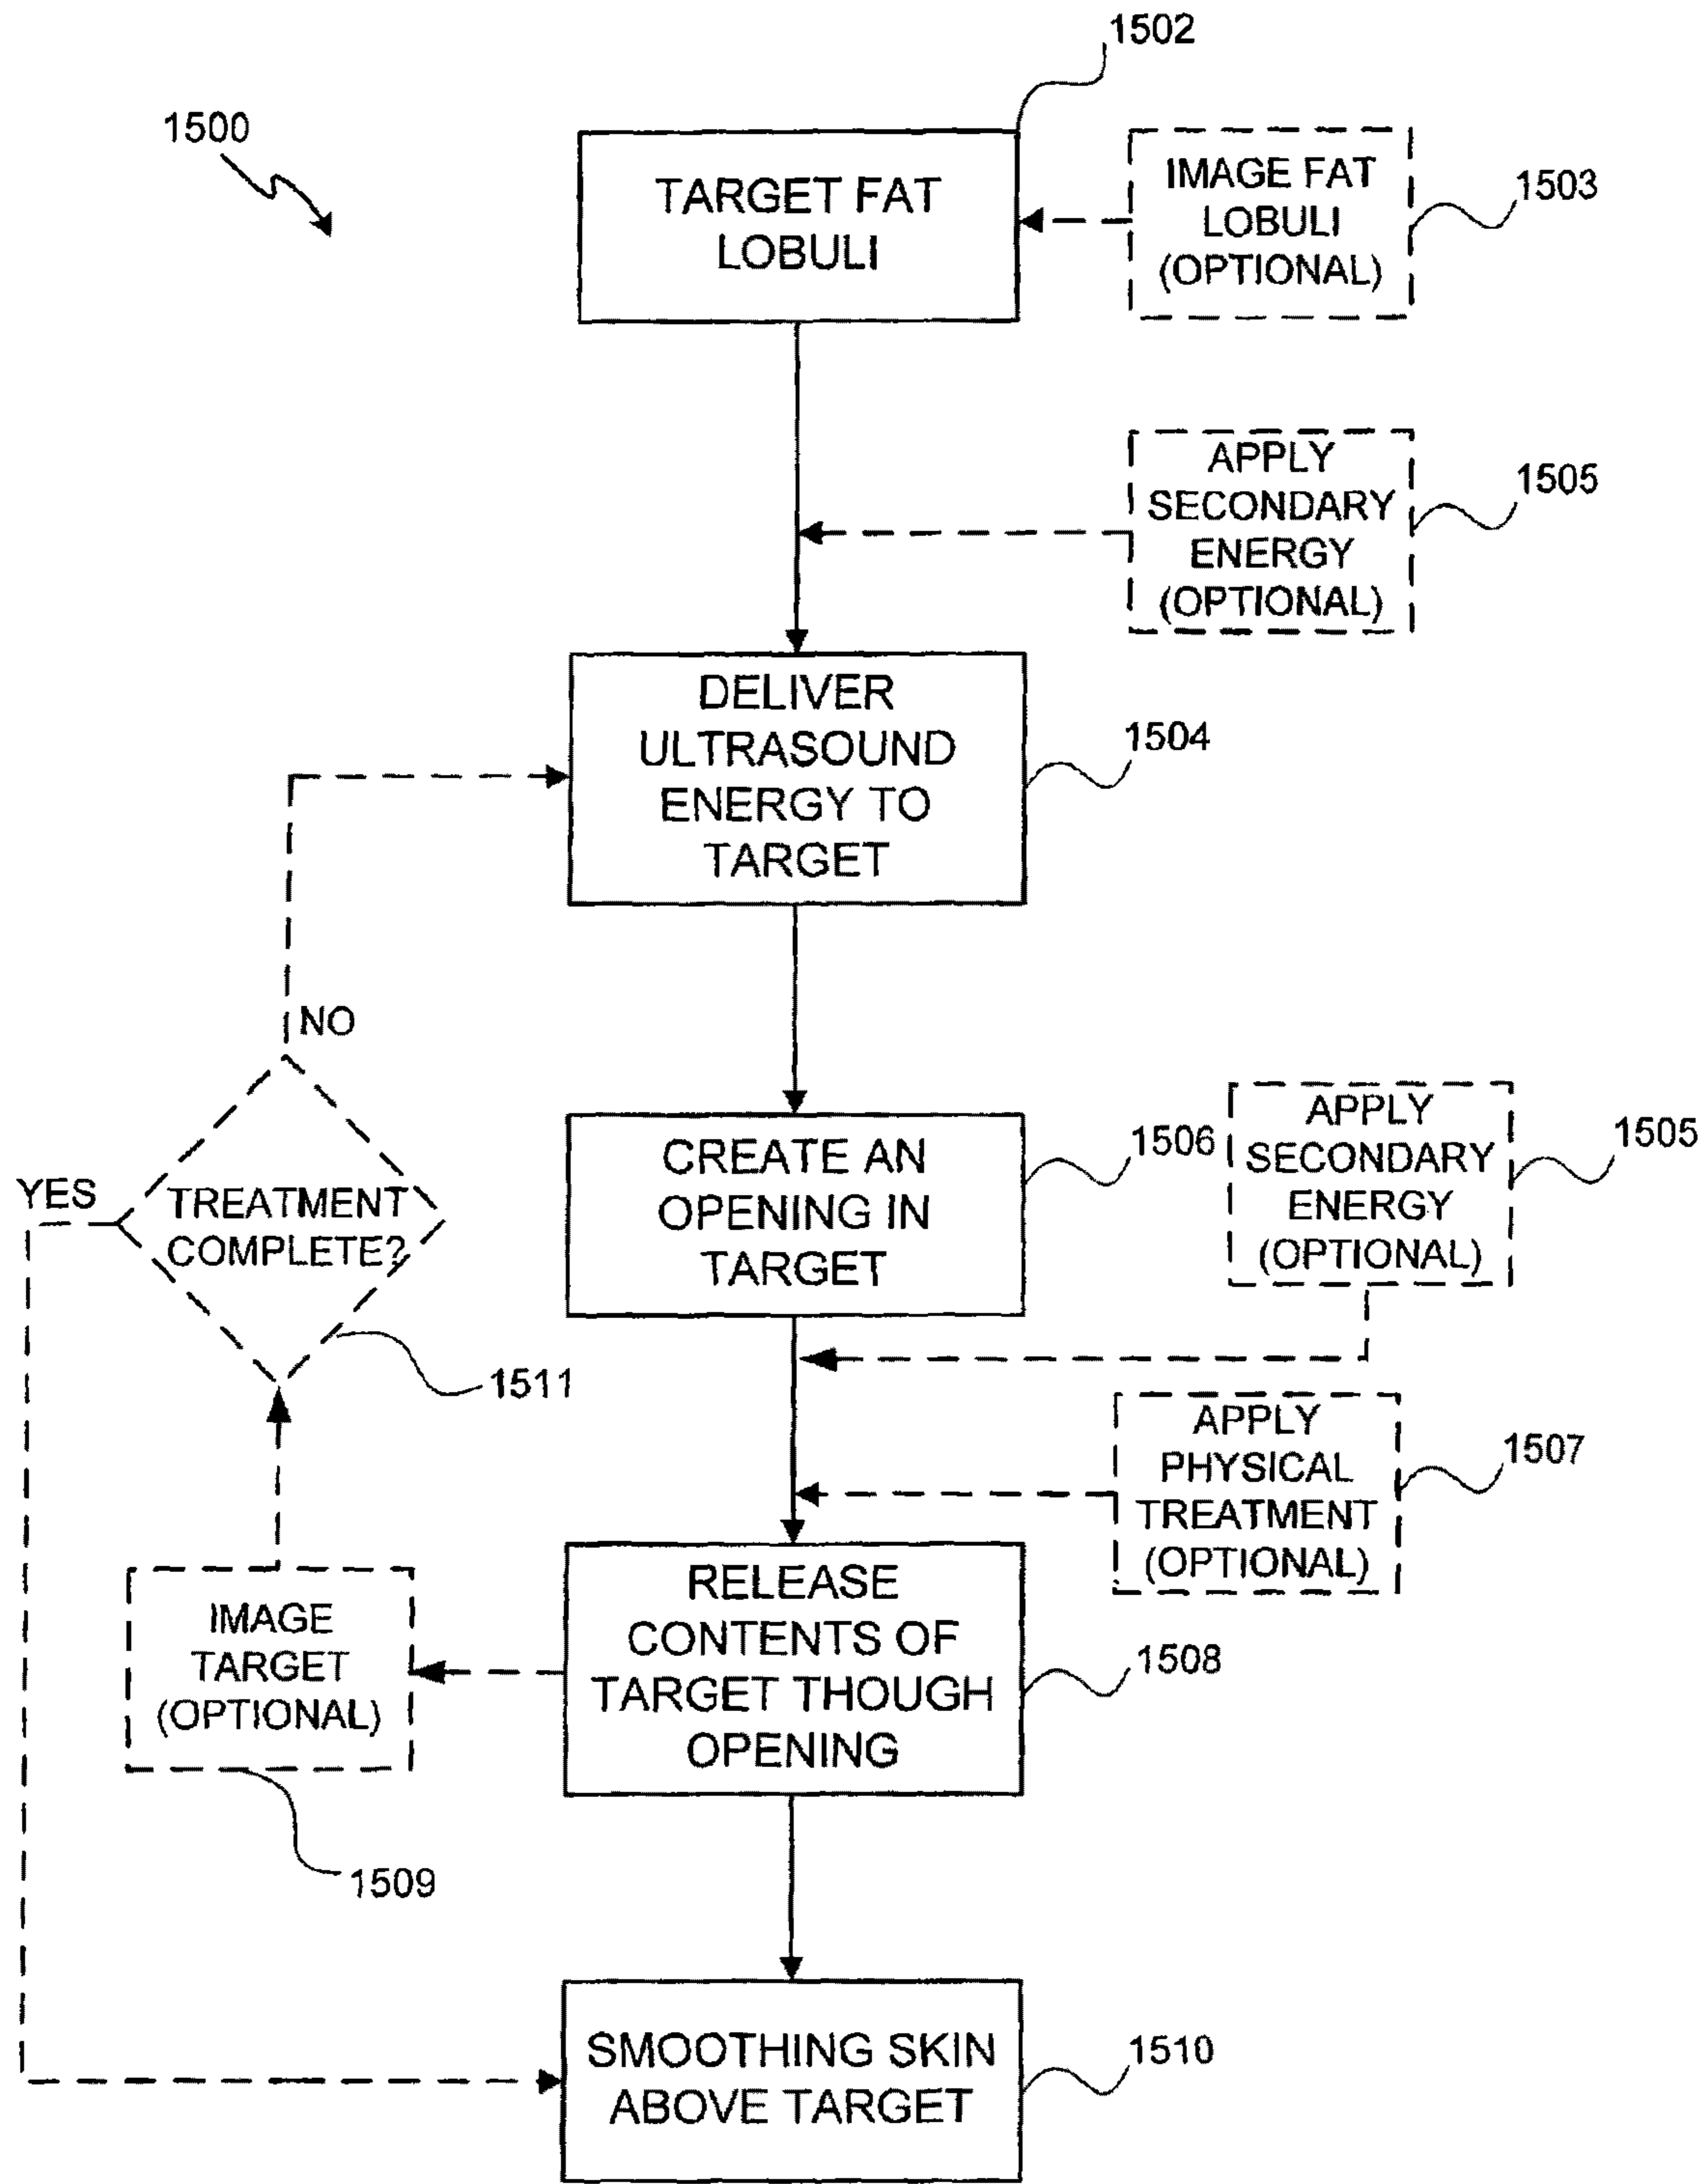 1502
1500
TARGET FAT
LOBULI
IMAGE FAT
LOBULI
(OPTIONAL)
1503
APPLY
SECONDARY
ENERGY
(OPTIONAL)
1505
DELIVER
ULTRASOUND
ENERGY TO
TARGET
1504
NO
YES
TREATMENT
COMPLETE?
1511
CREATE AN
OPENING IN
TARGET
1506
APPLY
SECONDARY
ENERGY
(OPTIONAL)
1505
APPLY
PHYSICAL
TREATMENT
(OPTIONAL)
1507
RELEASE
CONTENTS OF
TARGET THOUGH
OPENING
1508
IMAGE
TARGET
(OPTIONAL)
1509
SMOOTHING SKIN
ABOVE TARGET
1510